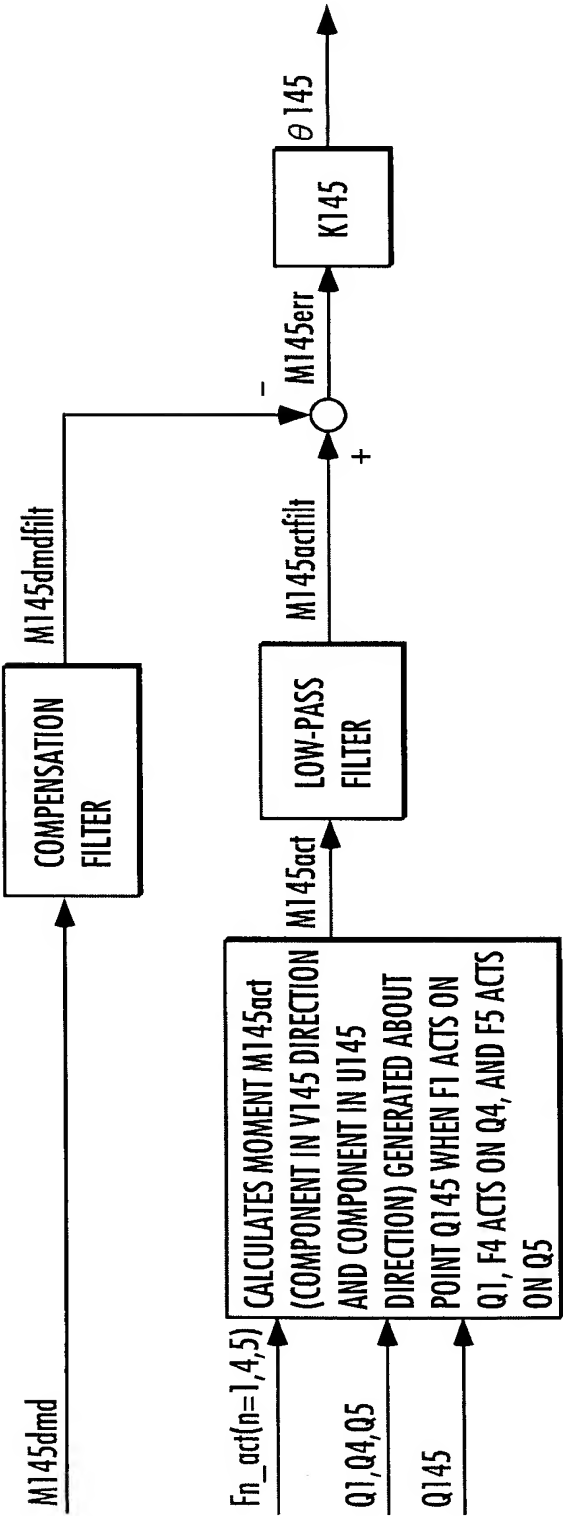 M145dmd
COMPENSATION
FILTER
M145dmdfilt
Fn_act(n=1,4,5)
Q1,Q4,Q5
Q145
CALCULATES MOMENT M145act
(COMPONENT IN V145 DIRECTION
AND COMPONENT IN U145
DIRECTION) GENERATED ABOUT
POINT Q145 WHEN F1 ACTS ON
Q1, F4 ACTS ON Q4, AND F5 ACTS
ON Q5
M145act
LOW-PASS
FILTER
M145actfilt
-
+
M145err
K145
θ145